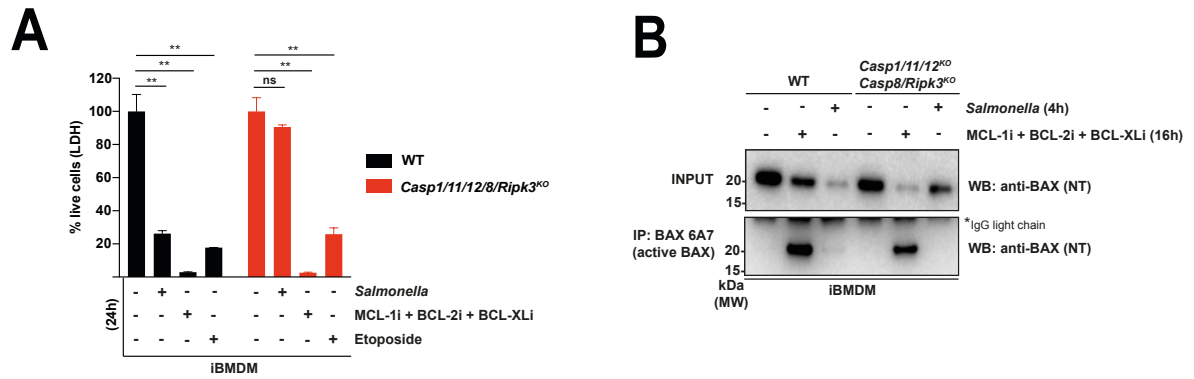 A
**
**
**
**
**
ns
120
100
80
60
40
20
% live cells (LDH)
WT
Casp1/11/12/8/Ripk3KO
- + - - - + - - Salmonella
- - + - - - + - MCL-1i + BCL-2i + BCL-XLi
- - - + - - - + Etoposide
(24h)
iBMDM
B
WT
Casp1/11/12KO
Casp8/Ripk3KO
- - + - - + Salmonella (4h)
- + - - + - MCL-1i + BCL-2i + BCL-XLi (16h)
INPUT
20
15
WB: anti-BAX (NT)
*IgG light chain
IP: BAX 6A7
(active BAX)
20
15
WB: anti-BAX (NT)
kDa
(MW)
iBMDM